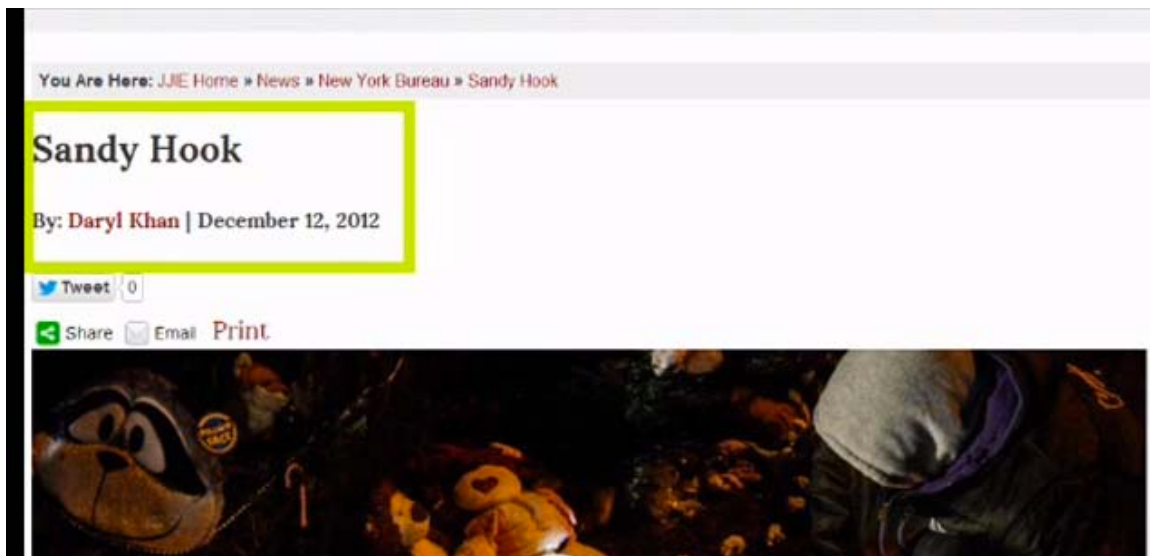 You Are Here: JJIE Home » News » New York Bureau » Sandy Hook
Sandy Hook
By: Daryl Khan | December 12, 2012
Tweet 0
Share Email Print